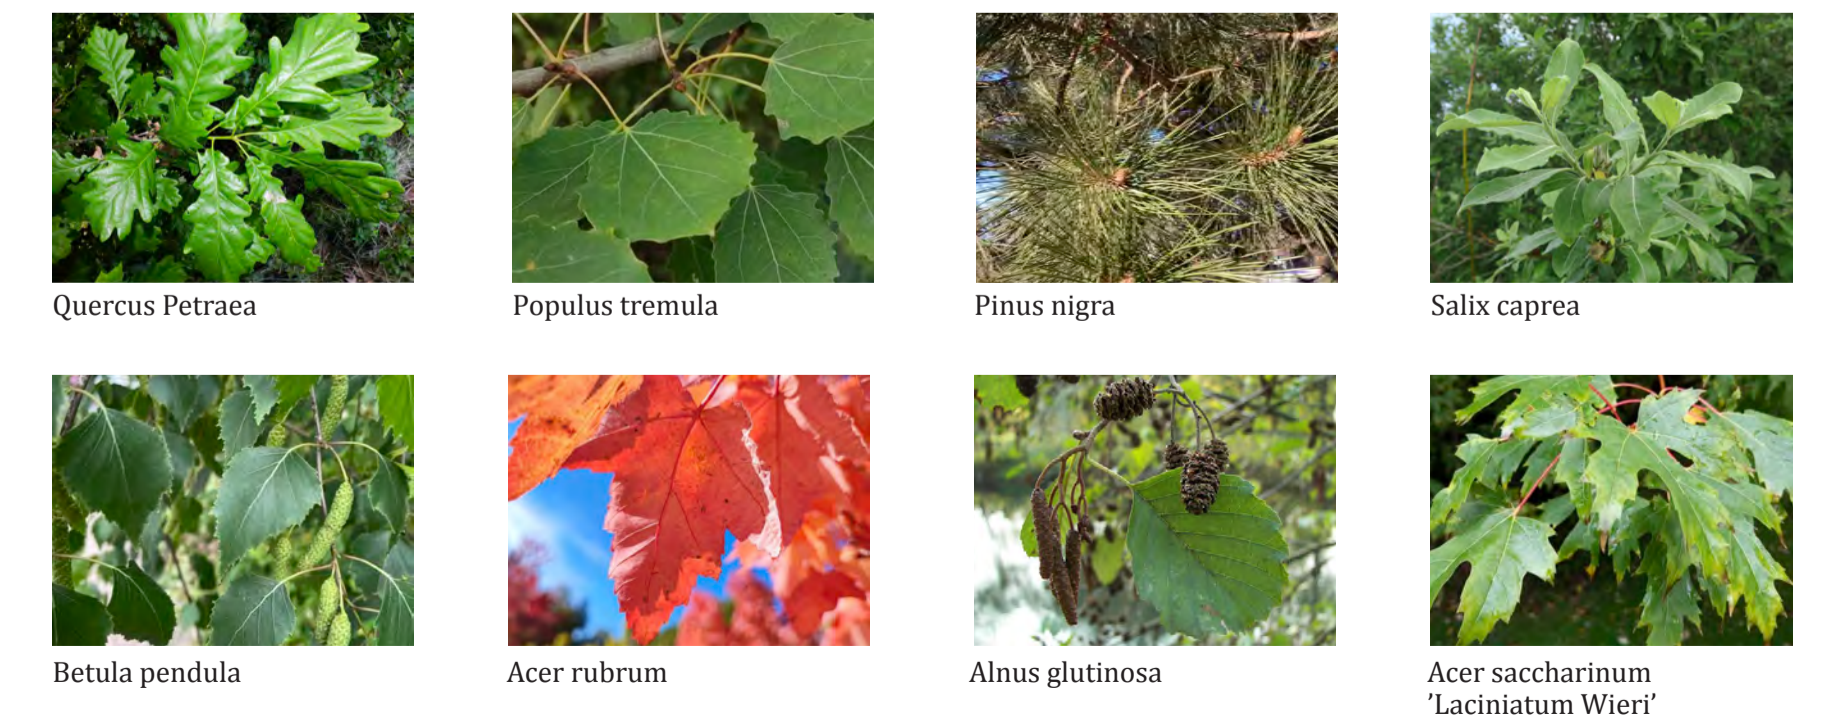 Quercus Petraea
Populus tremula
Pinus nigra
Salix caprea
Betula pendula
Acer rubrum
Alnus glutinosa
Acer saccharinum
’Laciniatum Wieri’